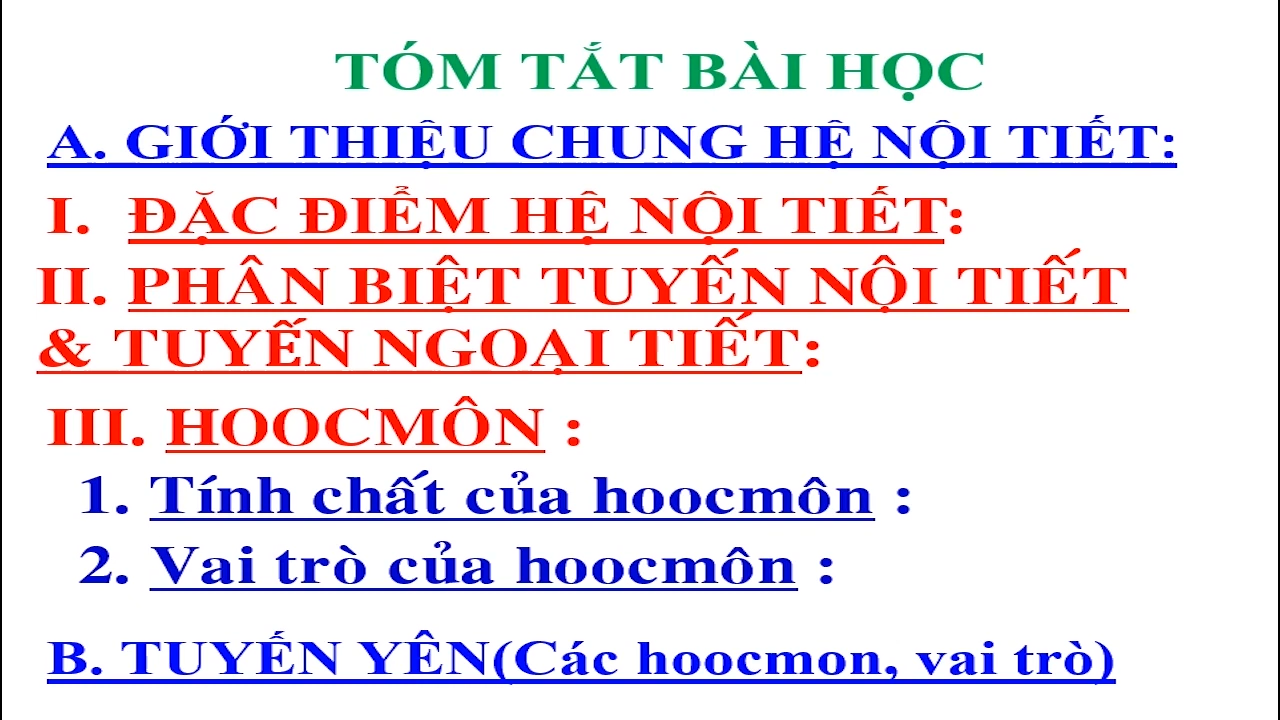 TÓM TẮT BÀI HỌC
A. GIỚI THIỆU CHUNG HỆ NỘI TIẾT:
I. ĐẶC ĐIỂM HỆ NỘI TIẾT:
II. PHÂN BIỆT TUYẾN NỘI TIẾT
& TUYẾN NGOẠI TIẾT:
III. HOOCMÔN :
1. Tính chất của hoocmôn :
2. Vai trò của hoocmôn :
B. TUYẾN YÊN(Các hoocmon, vai trò)